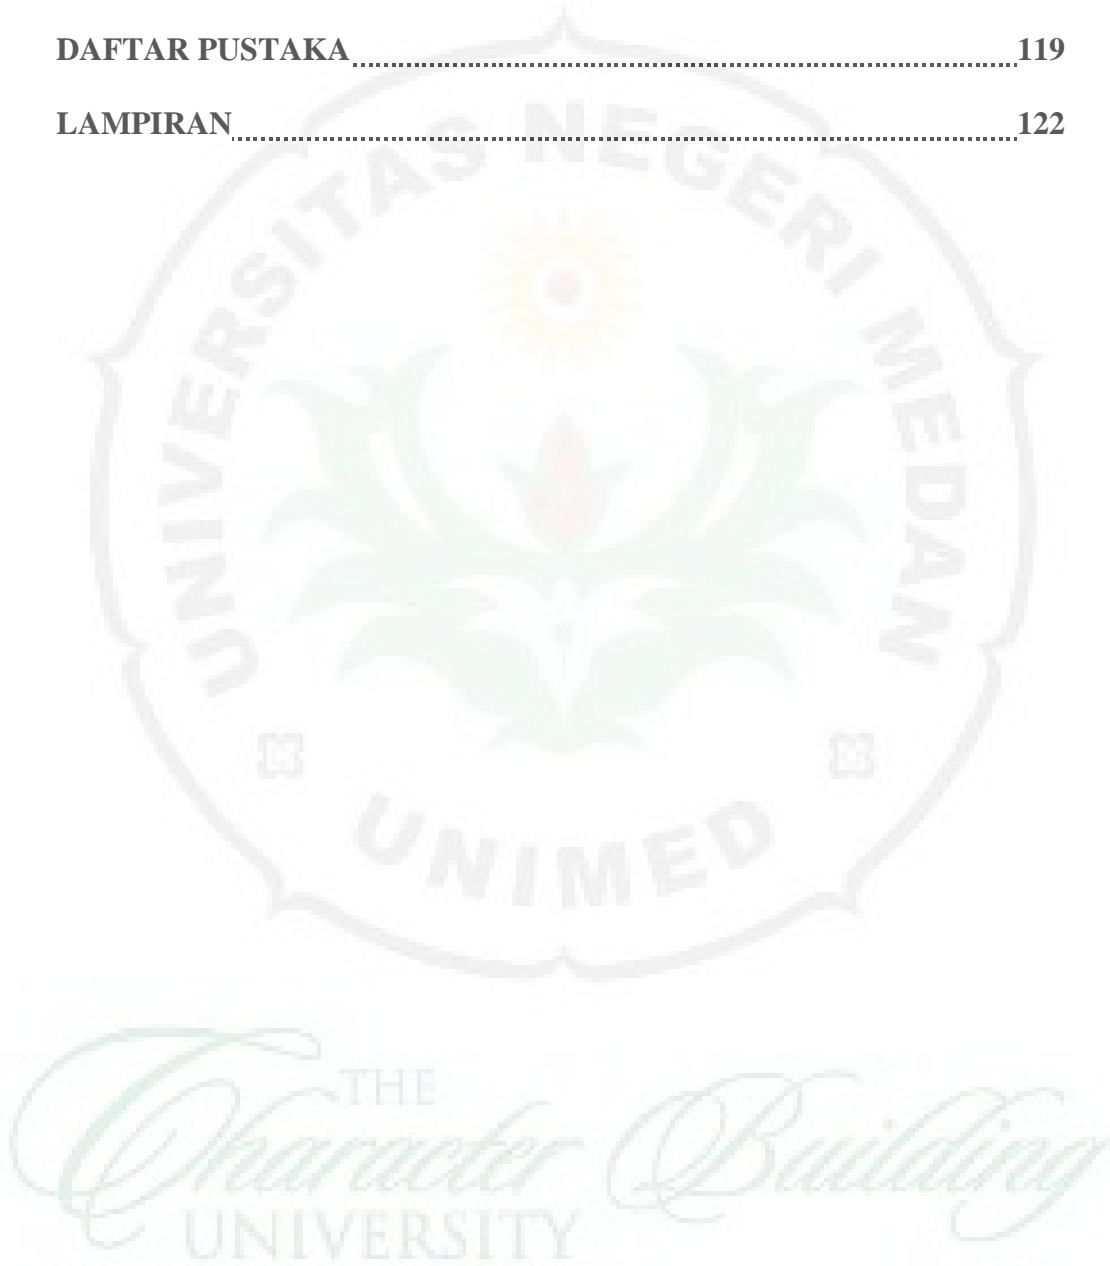 DAFTAR PUSTAKA........................................................................119
LAMPIRAN........................................................................122
UNIVERSITAS NEGERI MEDAN
UNIMED
THE
Character Building
UNIVERSITY